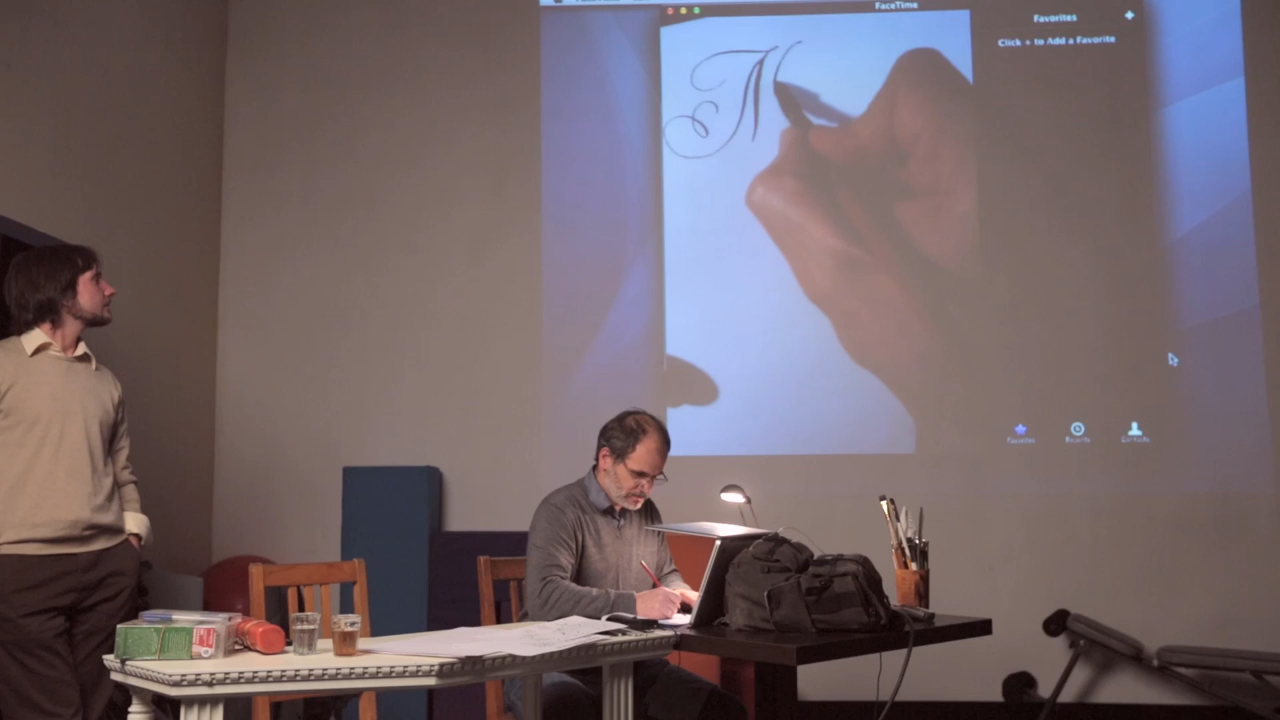 FaceTime
Favorites
Click + to Add a Favorite
N
Favorites
Recents
Contacts